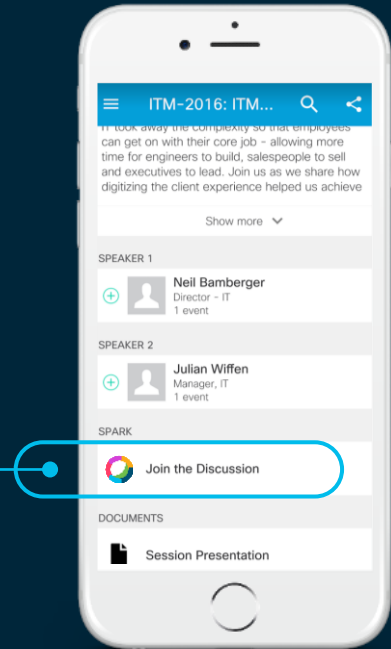 ITM-2016: ITM...
IT took away the complexity so that employees
can get on with their core job - allowing more
time for engineers to build, salespeople to sell
and executives to lead. Join us as we share how
digitizing the client experience helped us achieve
Show more
SPEAKER 1
Neil Bamberger
Director - IT
1 event
SPEAKER 2
Julian Wiffen
Manager, IT
1 event
SPARK
Join the Discussion
DOCUMENTS
Session Presentation